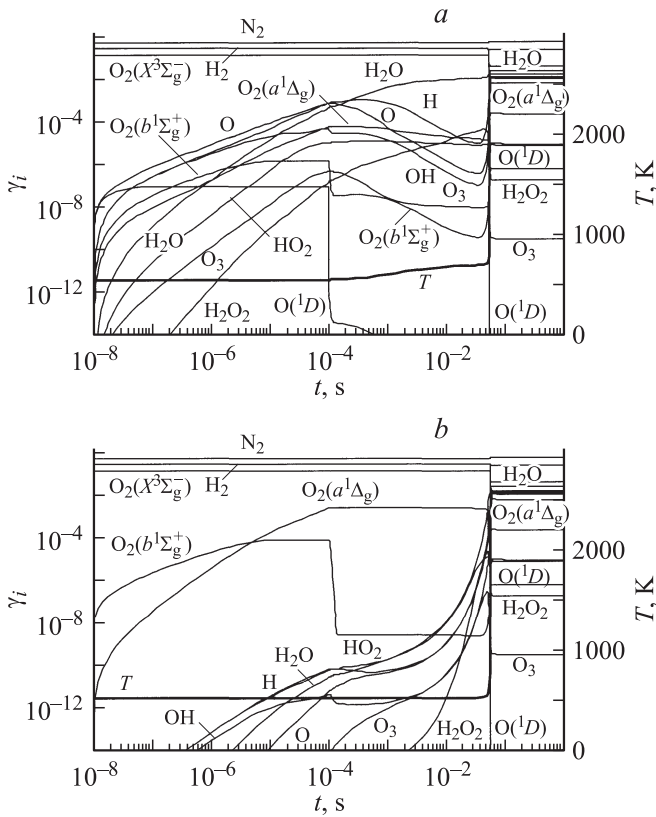 a
N₂
O₂(X³Σg⁻) H₂ H₂O H₂O
O₂(a¹Δg) H O₂(a¹Δg)
O₂(b¹Σg⁺) O O
10⁻⁴ 2000
OH O(¹D)
O₃ H₂O₂
γᵢ T, K
10⁻⁸ H₂O HO₂ O₂(b¹Σg⁺) 1000
O₃ O₃
10⁻¹² T
H₂O₂ O(¹D) O(¹D)
0
10⁻⁸ 10⁻⁶ 10⁻⁴ 10⁻²
t, s
b
N₂
O₂(X³Σg⁻) H₂ H₂O
O₂(a¹Δg) O₂(a¹Δg)
10⁻⁴ O₂(b¹Σg⁺) 2000
O(¹D)
γᵢ T, K
H₂O₂
10⁻⁸ HO₂ 1000
H₂O O₃
T H
10⁻¹²
OH O O₃ H₂O₂ O(¹D)
0
10⁻⁸ 10⁻⁶ 10⁻⁴ 10⁻²
t, s